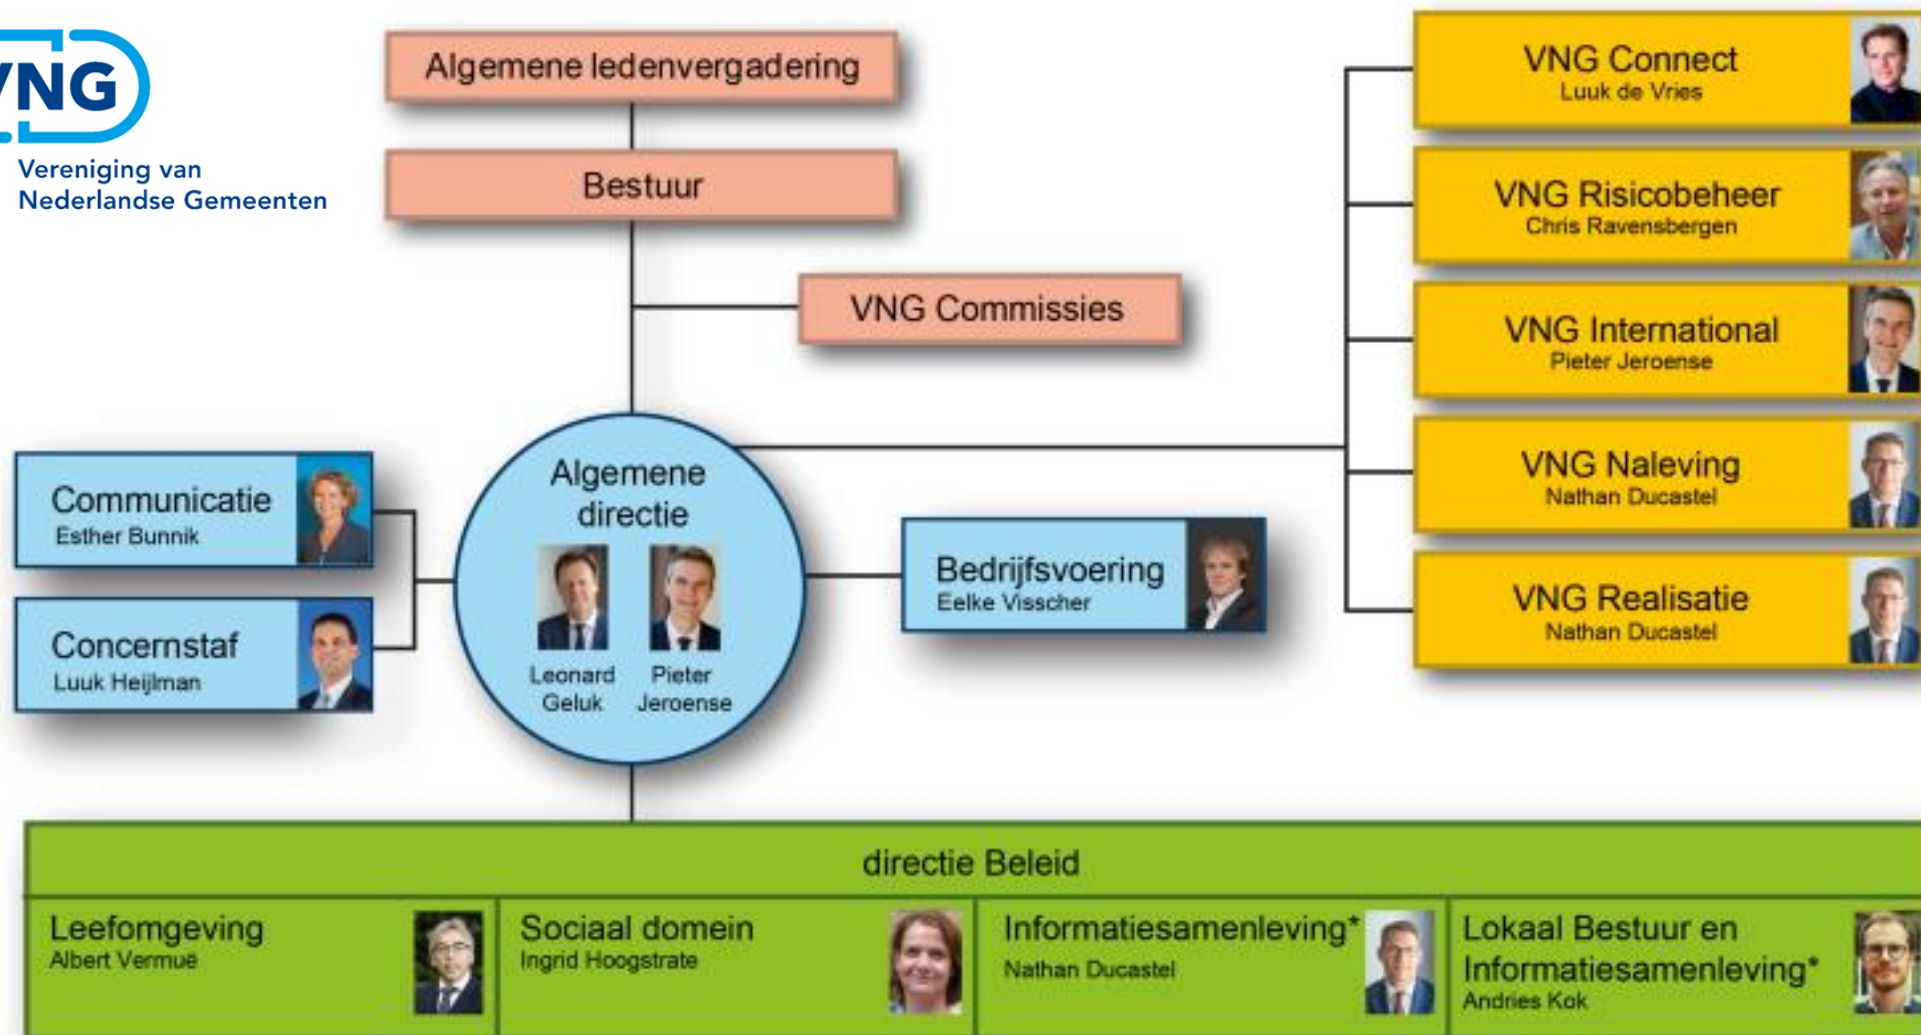 VNG
Vereniging van
Nederlandse Gemeenten
Algemene ledenvergadering
Bestuur
VNG Commissies
VNG Connect
Luuk de Vries
VNG Risicobeheer
Chris Ravensbergen
VNG International
Pieter Jeroense
VNG Naleving
Nathan Ducastel
VNG Realisatie
Nathan Ducastel
Communicatie
Esther Bunnik
Concernstaf
Luuk Heijlman
Algemene
directie
Leonard
Geluk
Pieter
Jeroense
Bedrijfsvoering
Eelke Visscher
directie Beleid
Leefomgeving
Albert Vermuë
Sociaal domein
Ingrid Hoogstrate
Informatiesamenleving*
Nathan Ducastel
Lokaal Bestuur en
Informatiesamenleving*
Andries Kok